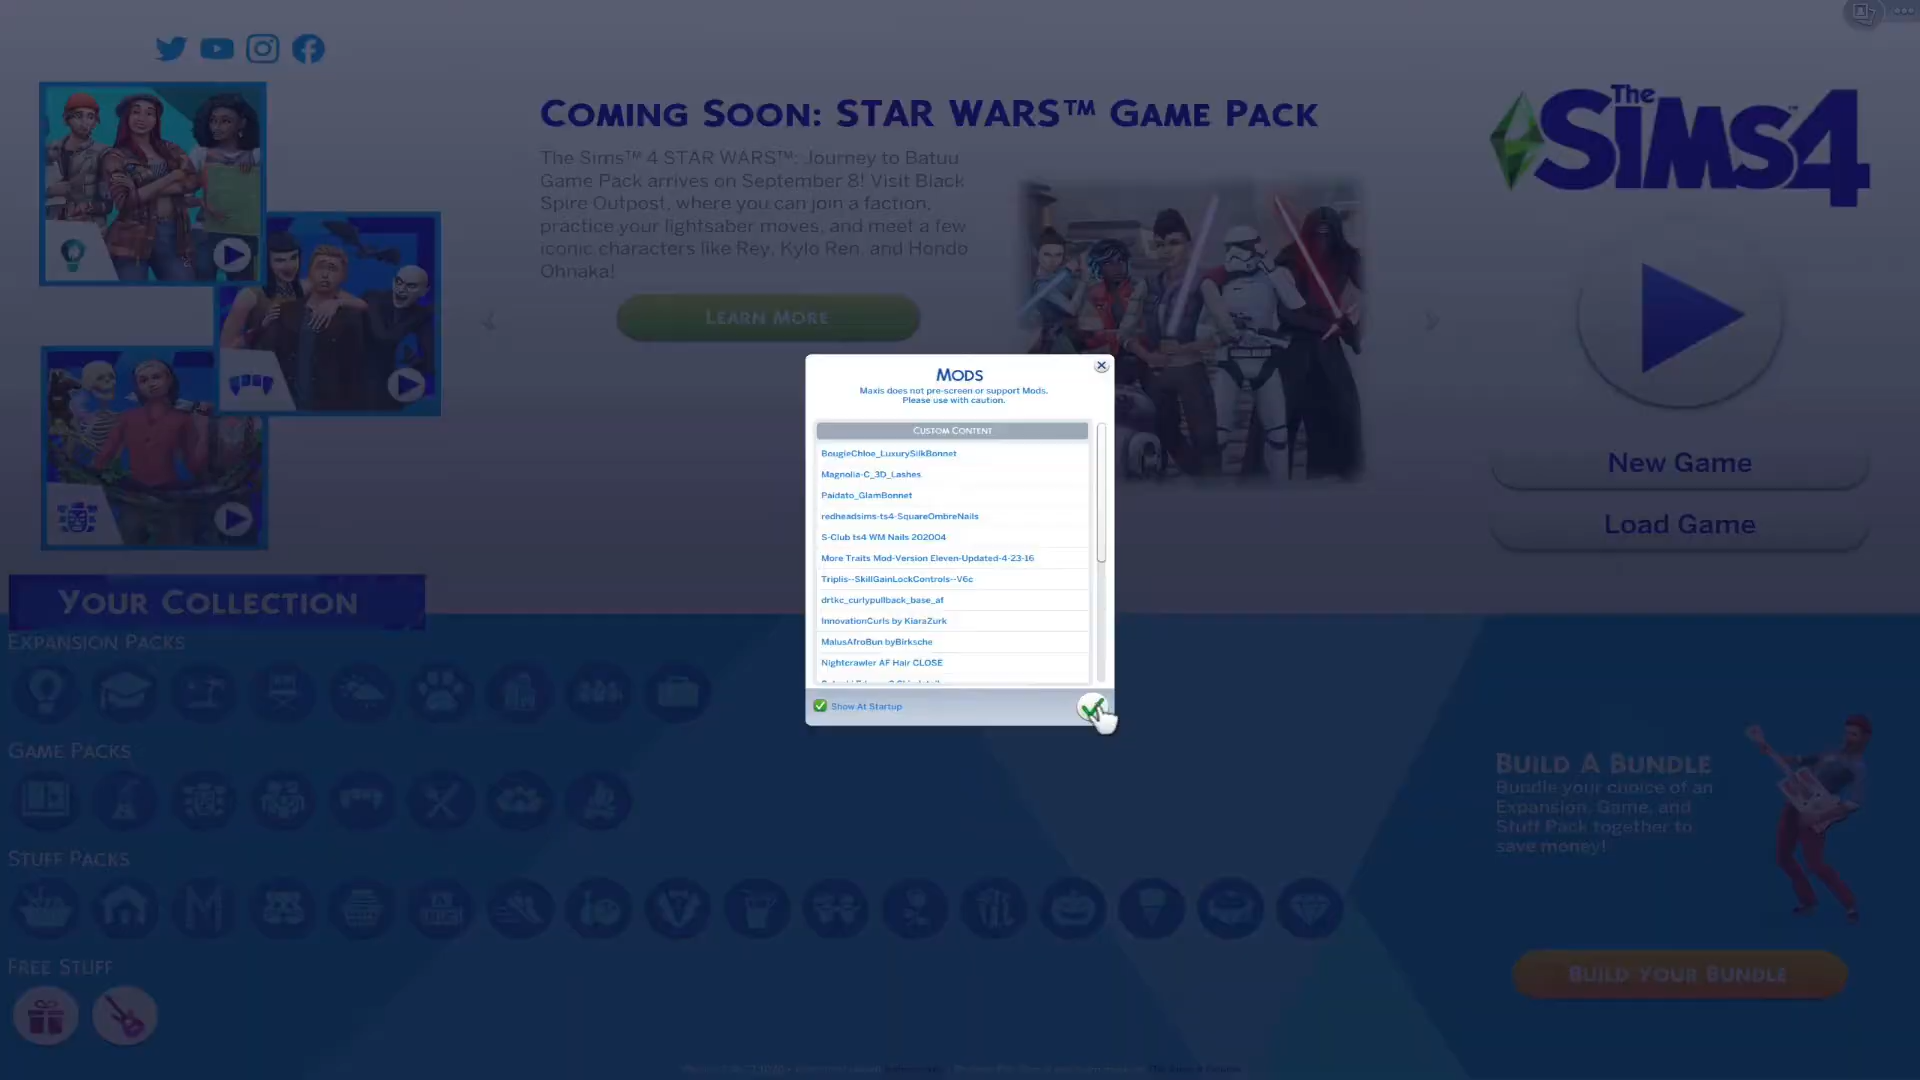 COMING SOON: STAR WARS™ GAME PACK
The Sims™ 4 STAR WARS™: Journey to Batuu
Game Pack arrives on September 8! Visit Black
Spire Outpost, where you can join a faction,
practice your lightsaber moves, and meet a few
iconic characters like Rey, Kylo Ren, and Hondo
Ohnaka!
LEARN MORE
The SIMS 4
New Game
Load Game
MODS
Maxis does not pre-screen or support Mods.
Please use with caution.
CUSTOM CONTENT
BougieChloe_LuxurySilkBonnet
Magnolia-C_3D_Lashes
Paidato_GlamBonnet
redheadsims-ts4-SquareOmbreNails
S-Club ts4 WM Nails 202004
More Traits Mod-Version Eleven-Updated-4-23-16
Triplis--SkillGainLockControls--V6c
drtkc_curlypullback_base_af
InnovationCurls by KiaraZurk
MalusAfroBun byBirksche
Nightcrawler AF Hair CLOSE
Show At Startup
YOUR COLLECTION
EXPANSION PACKS
GAME PACKS
STUFF PACKS
FREE STUFF
BUILD A BUNDLE
Bundle your choice of an
Expansion, Game, and
Stuff Pack together to
save money!
BUILD YOUR BUNDLE